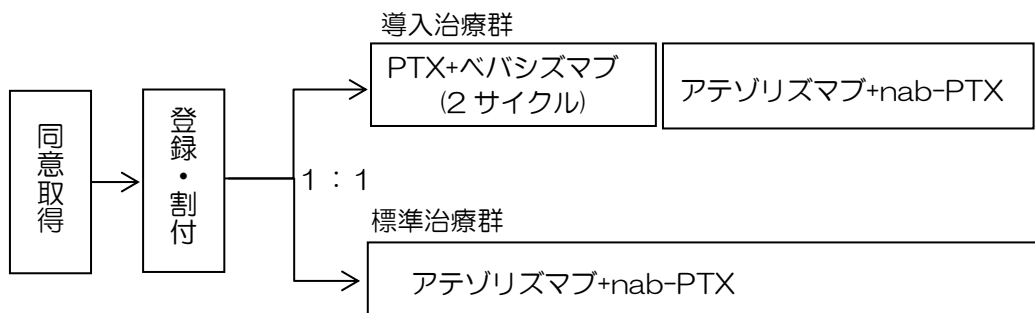 導入治療群
PTX+ベバシズマブ
(2 サイクル)
アテゾリズマブ+nab-PTX
同意取得
登録・割付
1：1
標準治療群
アテゾリズマブ+nab-PTX